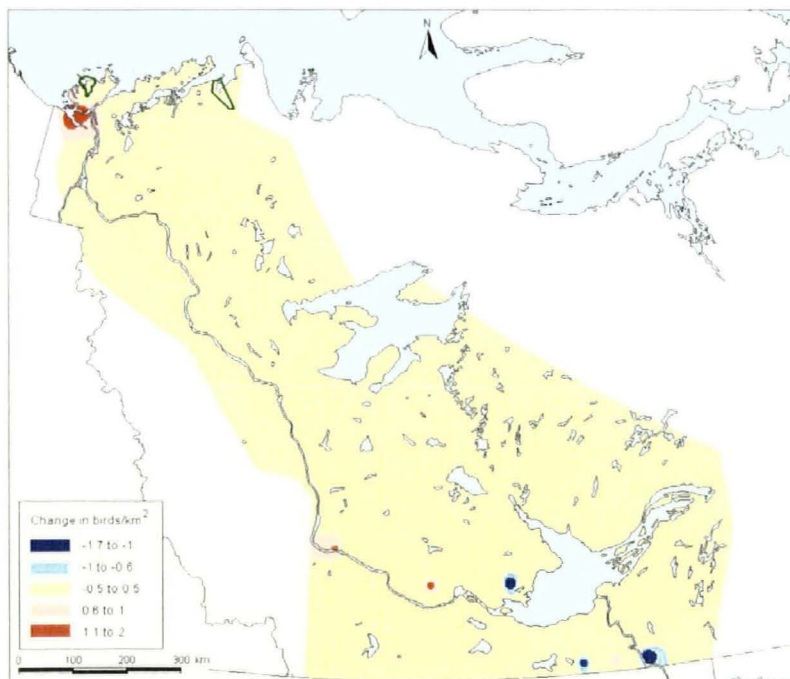 N
Change in birds/km²
-1.7 to -1
-1 to -0.6
-0.5 to 0.5
0.6 to 1
1.1 to 2
0 100 200 300 km